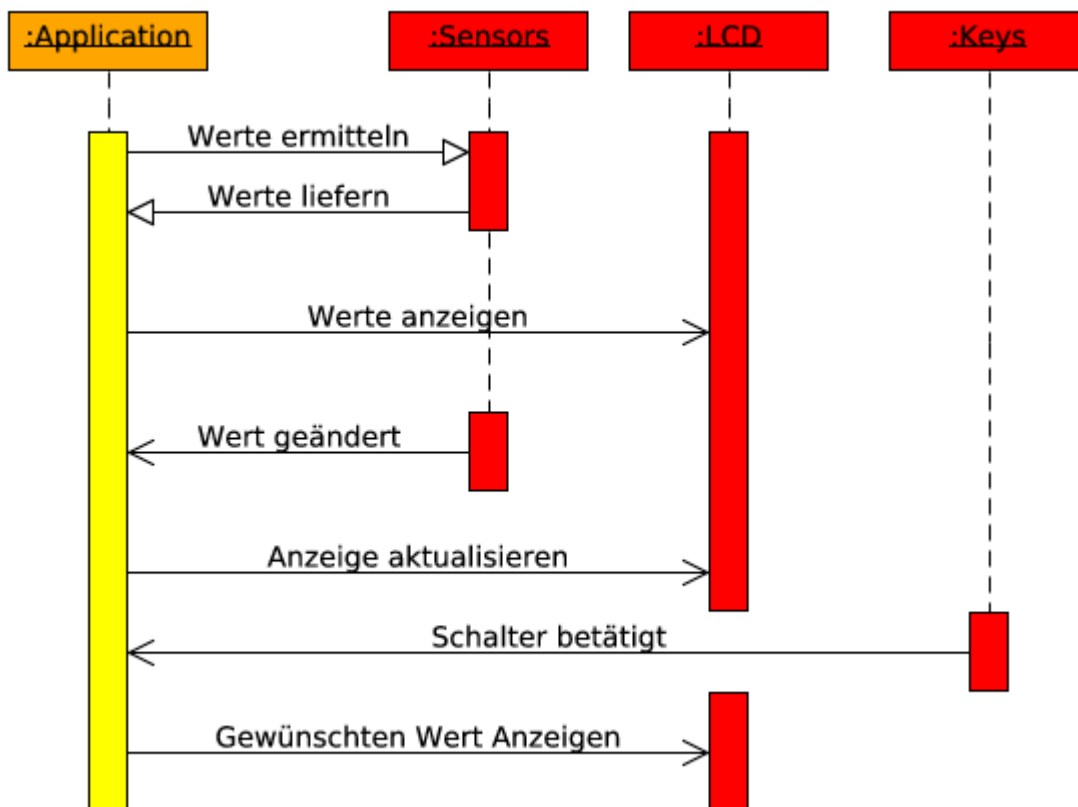 :Application
:Sensors
:LCD
:Keys
Werte ermitteln
Werte liefern
Werte anzeigen
Wert geändert
Anzeige aktualisieren
Schalter betätigt
Gewünschten Wert Anzeigen